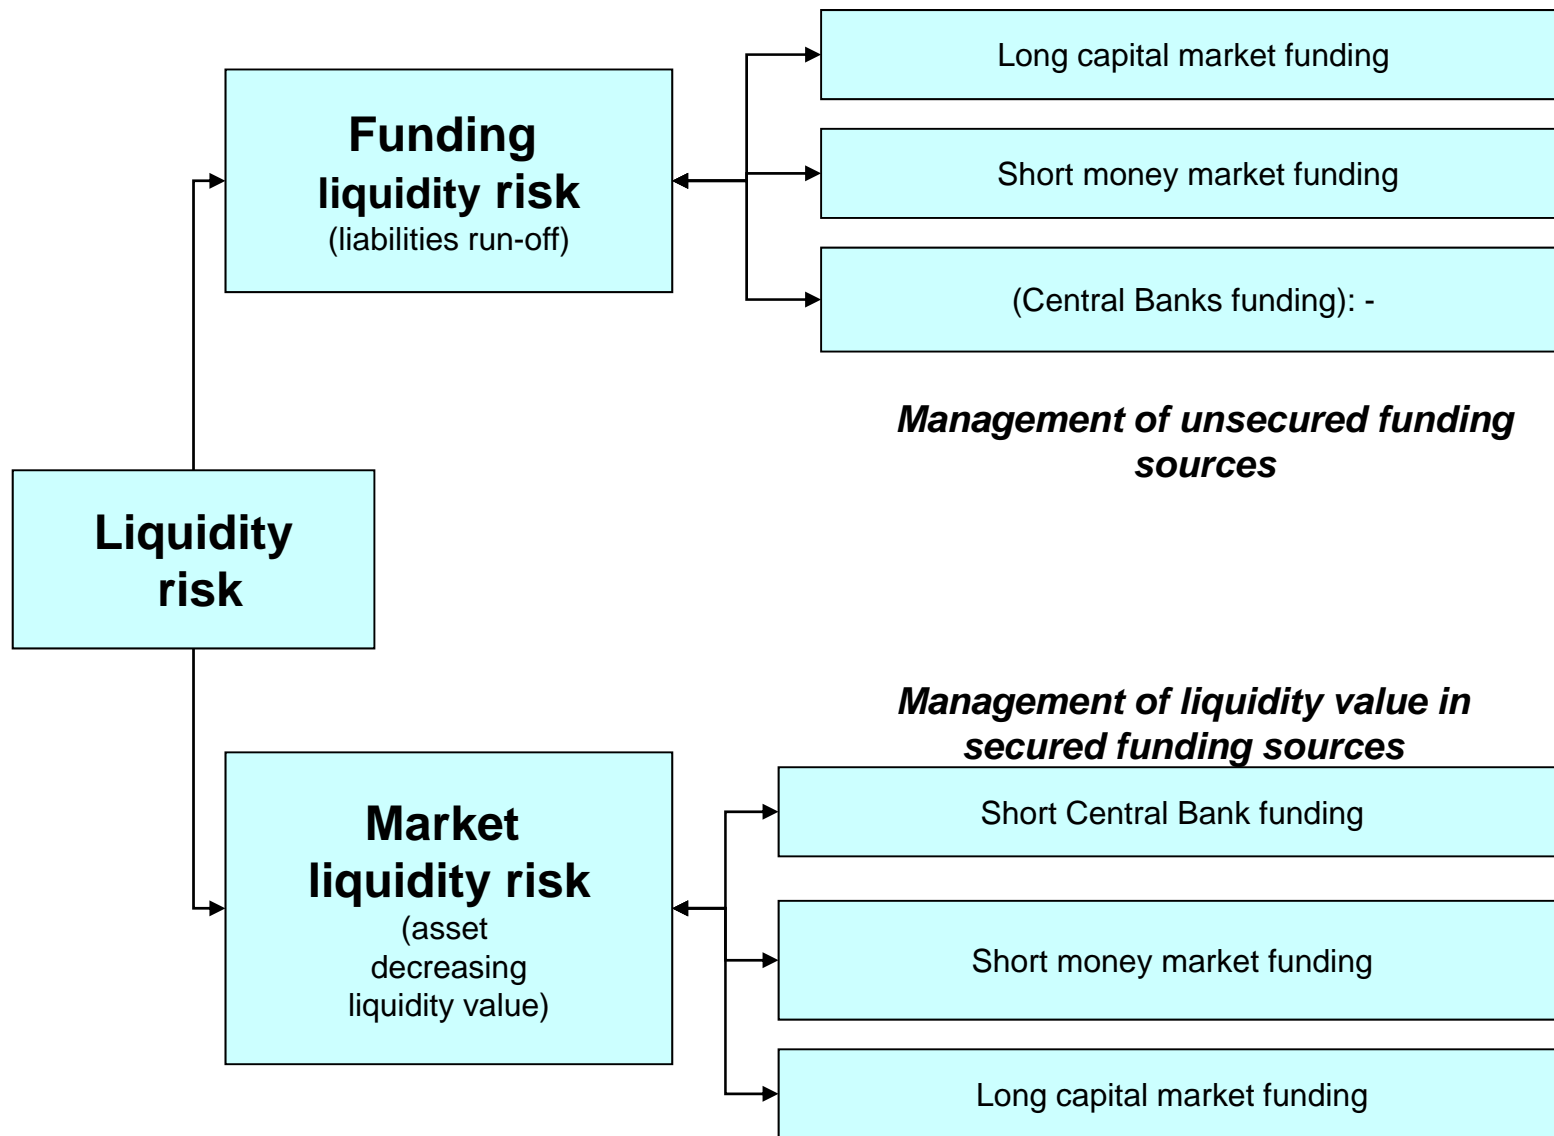 Long capital market funding
Funding
liquidity risk
(liabilities run-off)
Short money market funding
(Central Banks funding): -
Management of unsecured funding
sources
Liquidity
risk
Management of liquidity value in
secured funding sources
Short Central Bank funding
Market
liquidity risk
(asset
decreasing
liquidity value)
Short money market funding
Long capital market funding